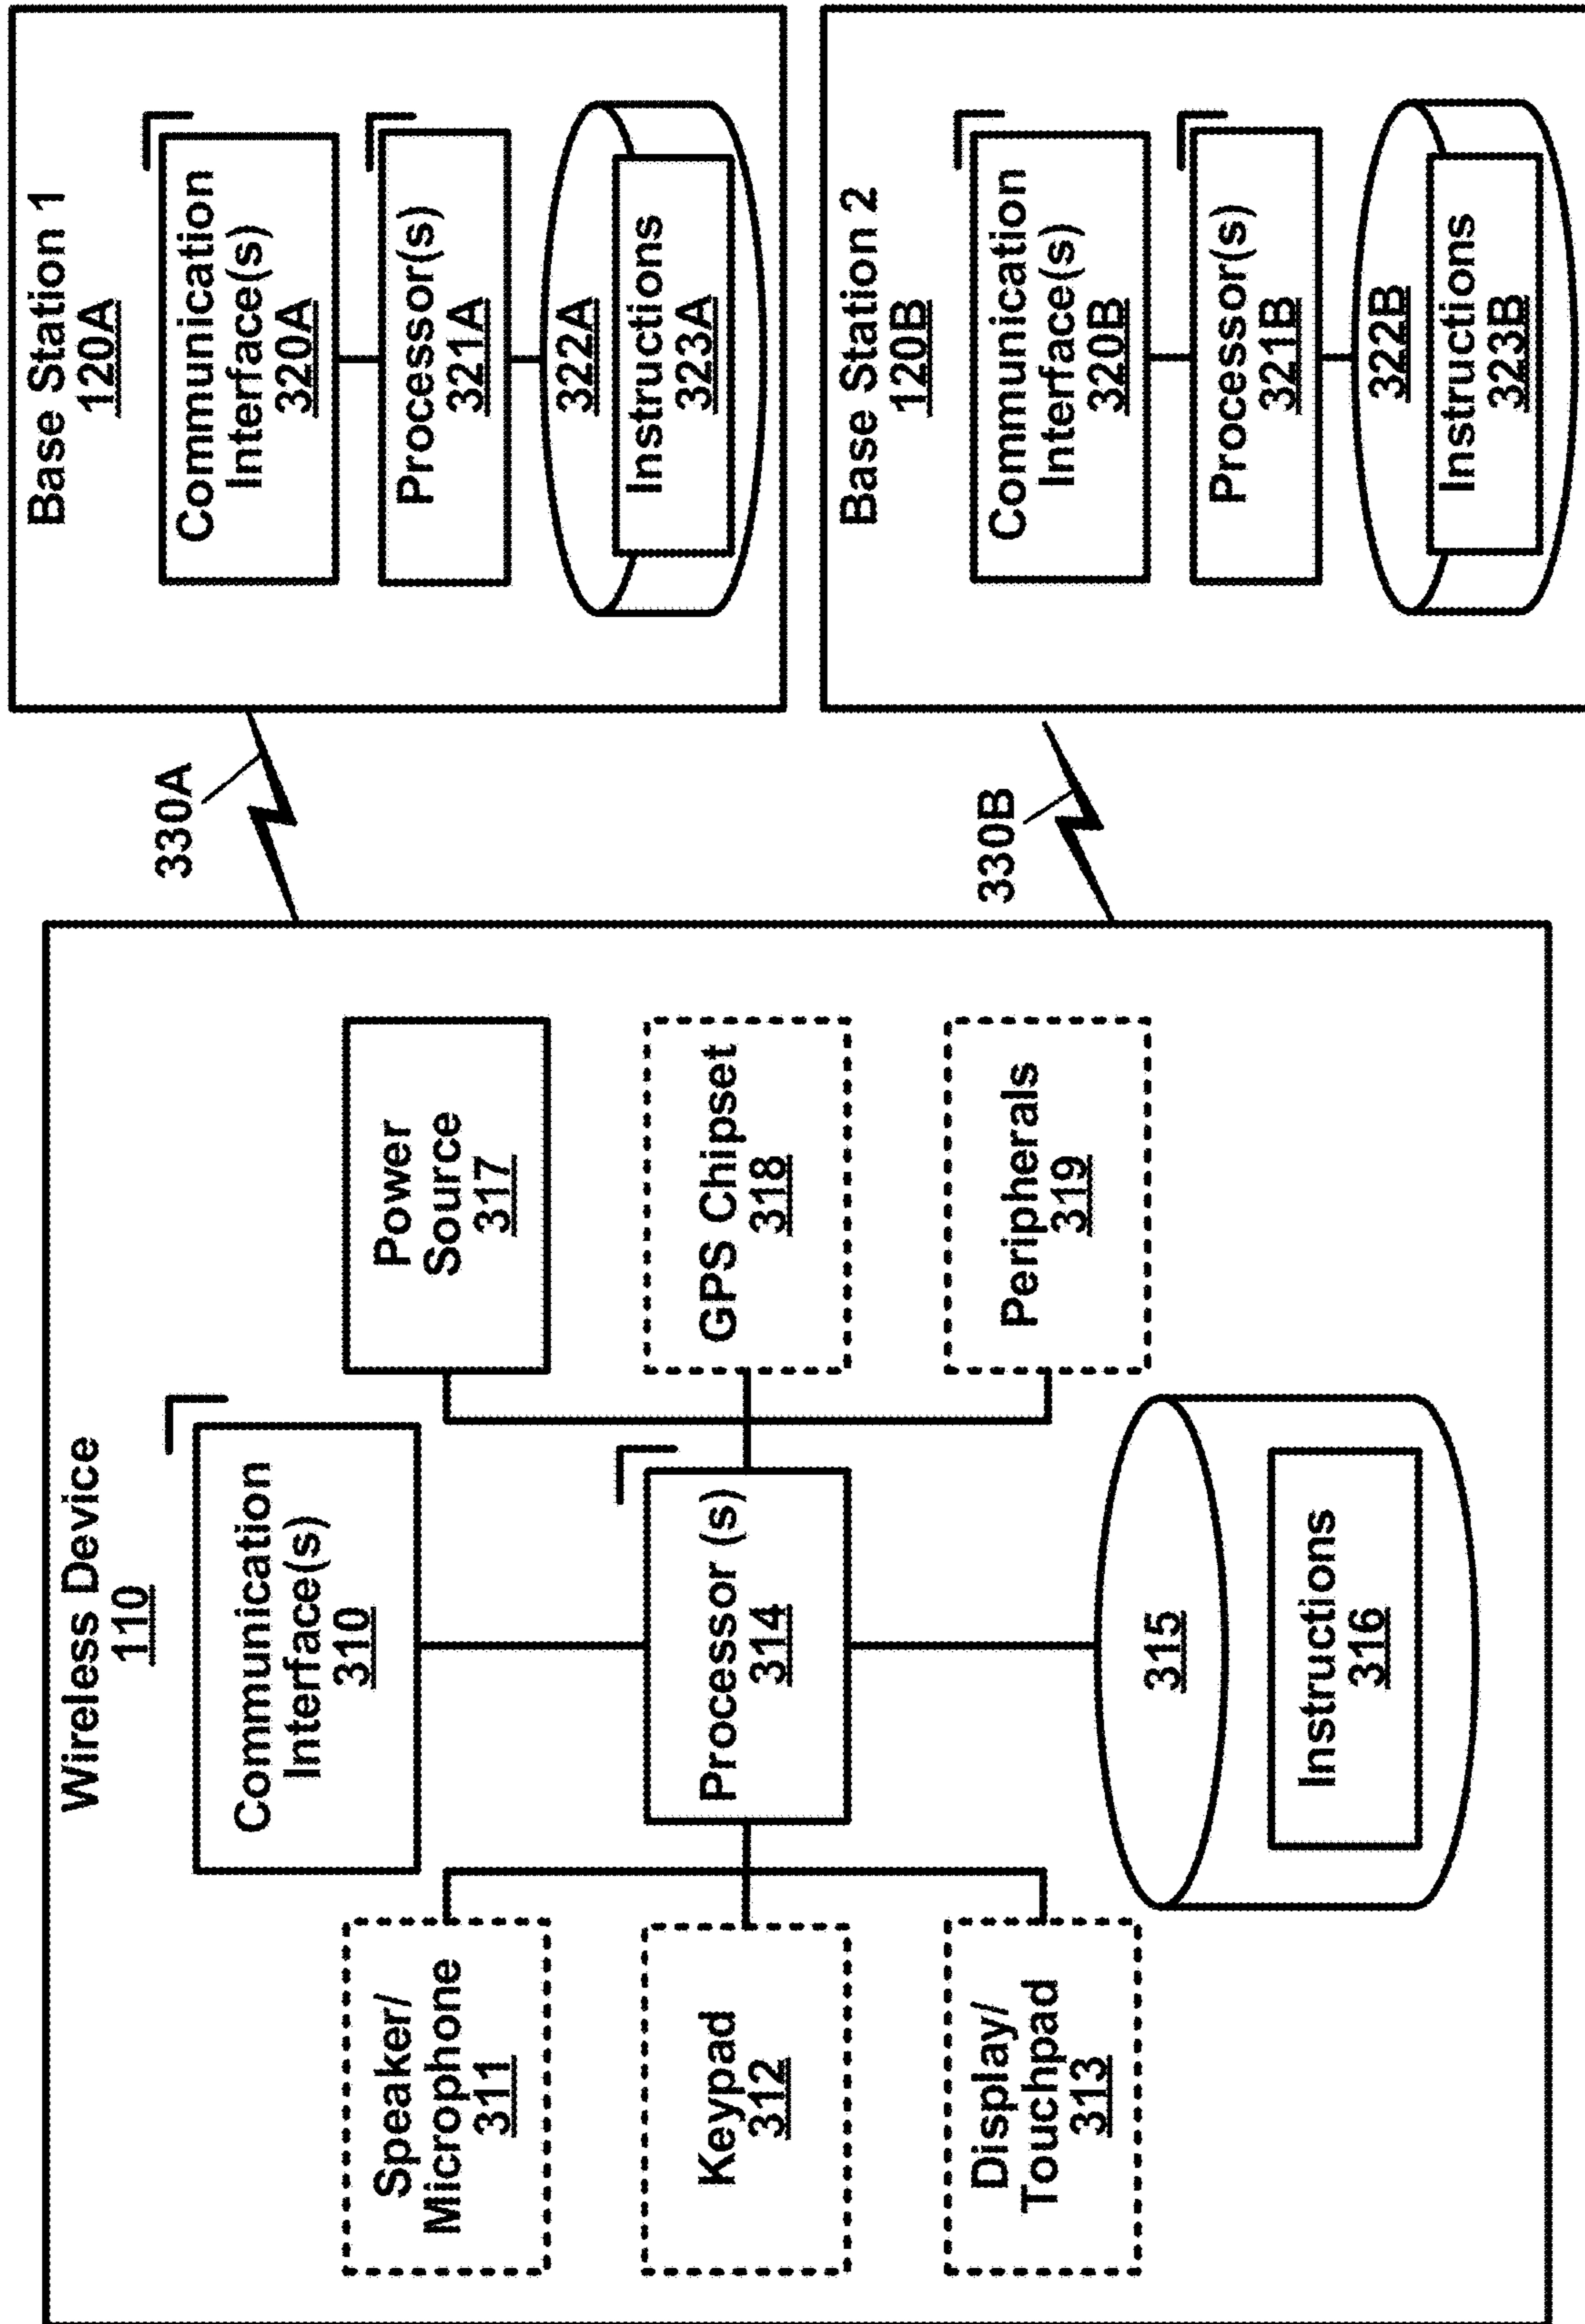 Wireless Device
110
Communication
Interface(s)
310
Speaker/
Microphone
311
Power
Source
317
Keypad
312
Processor (s)
314
GPS Chipset
318
Display/
Touchpad
313
Peripherals
319
315
Instructions
316
330A
330B
Base Station 1
120A
Communication
Interface(s)
320A
Processor(s)
321A
322A
Instructions
323A
Base Station 2
120B
Communication
Interface(s)
320B
Processor(s)
321B
322B
Instructions
323B